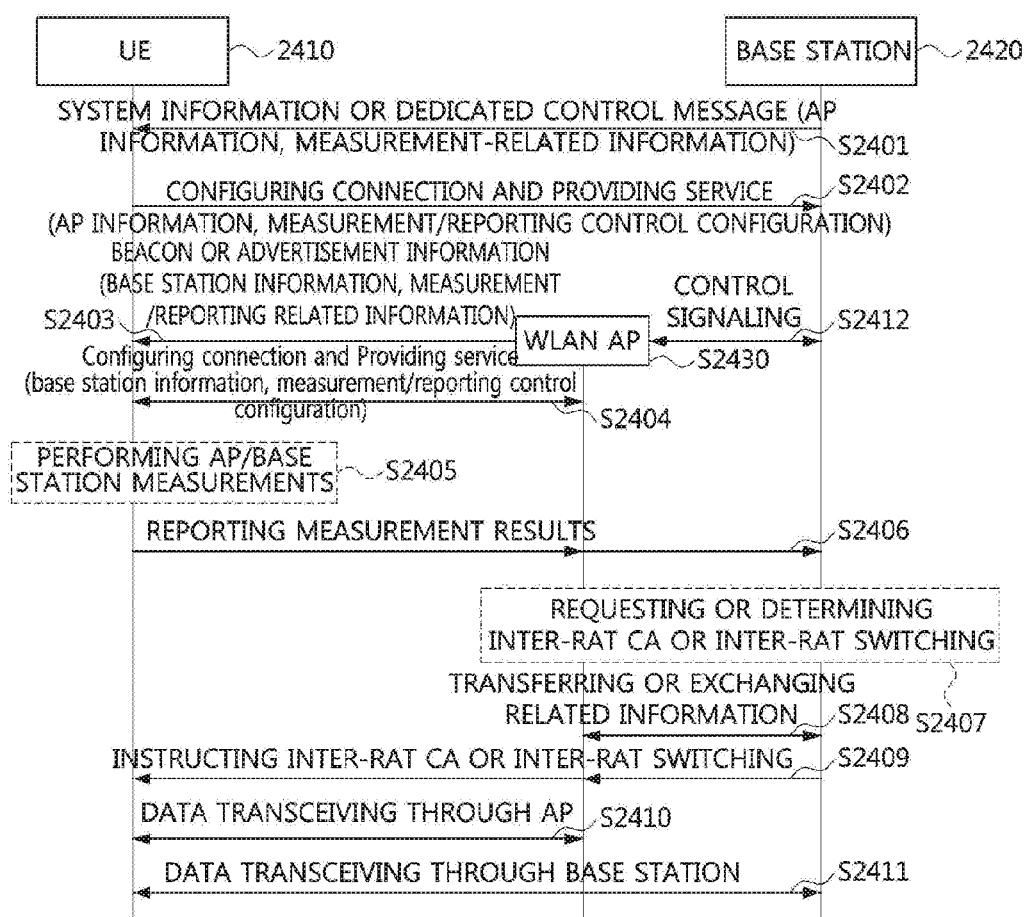 UE
2410
BASE STATION
2420
SYSTEM INFORMATION OR DEDICATED CONTROL MESSAGE (AP
INFORMATION, MEASUREMENT-RELATED INFORMATION)
S2401
CONFIGURING CONNECTION AND PROVIDING SERVICE
S2402
(AP INFORMATION, MEASUREMENT/REPORTING CONTROL CONFIGURATION)
BEACON OR ADVERTISEMENT INFORMATION
(BASE STATION INFORMATION, MEASUREMENT
/REPORTING RELATED INFORMATION)
S2403
CONTROL
SIGNALING
S2412
WLAN AP
S2430
Configuring connection and Providing service
(base station information, measurement/reporting control
configuration)
S2404
PERFORMING AP/BASE
STATION MEASUREMENTS
S2405
REPORTING MEASUREMENT RESULTS
S2406
REQUESTING OR DETERMINING
INTER-RAT CA OR INTER-RAT SWITCHING
S2407
TRANSFERRING OR EXCHANGING
RELATED INFORMATION
S2408
INSTRUCTING INTER-RAT CA OR INTER-RAT SWITCHING
S2409
DATA TRANSCEIVING THROUGH AP
S2410
DATA TRANSCEIVING THROUGH BASE STATION
S2411